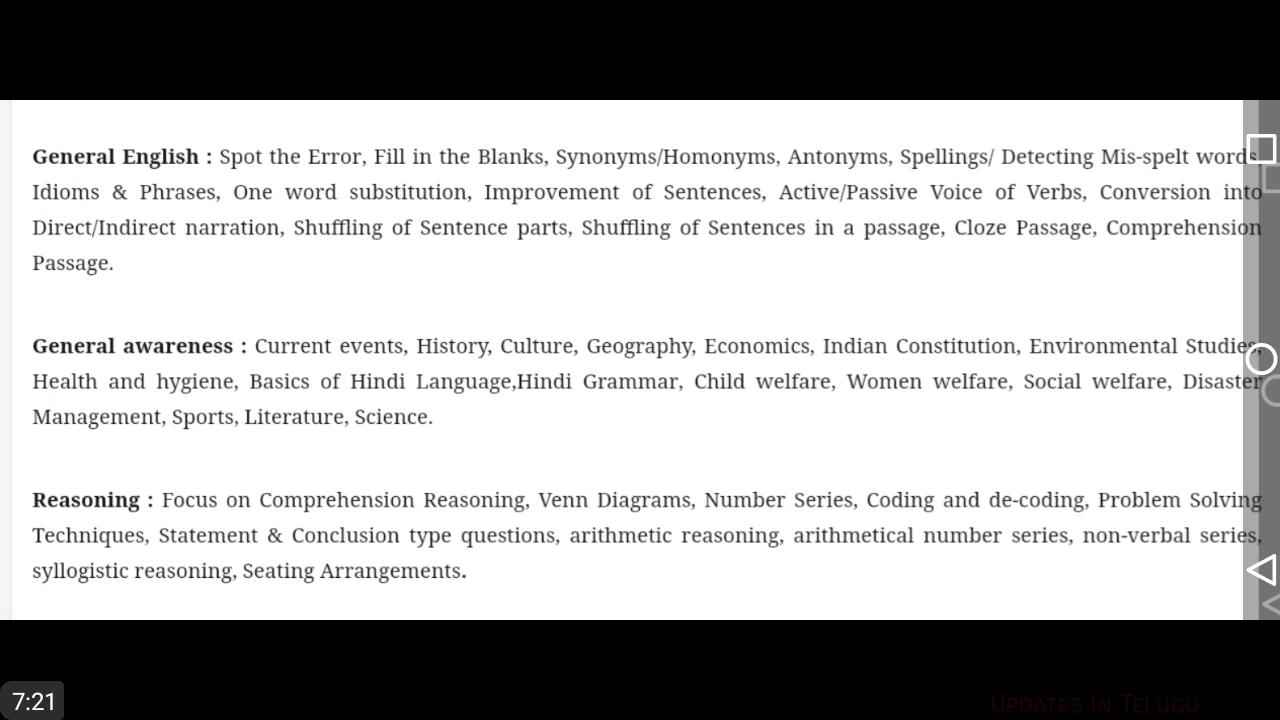 General English : Spot the Error, Fill in the Blanks, Synonyms/Homonyms, Antonyms, Spellings/ Detecting Mis-spelt words,
Idioms & Phrases, One word substitution, Improvement of Sentences, Active/Passive Voice of Verbs, Conversion into
Direct/Indirect narration, Shuffling of Sentence parts, Shuffling of Sentences in a passage, Cloze Passage, Comprehension
Passage.
General awareness : Current events, History, Culture, Geography, Economics, Indian Constitution, Environmental Studies,
Health and hygiene, Basics of Hindi Language,Hindi Grammar, Child welfare, Women welfare, Social welfare, Disaster
Management, Sports, Literature, Science.
Reasoning : Focus on Comprehension Reasoning, Venn Diagrams, Number Series, Coding and de-coding, Problem Solving
Techniques, Statement & Conclusion type questions, arithmetic reasoning, arithmetical number series, non-verbal series,
syllogistic reasoning, Seating Arrangements.
7:21
Updates In Telugu